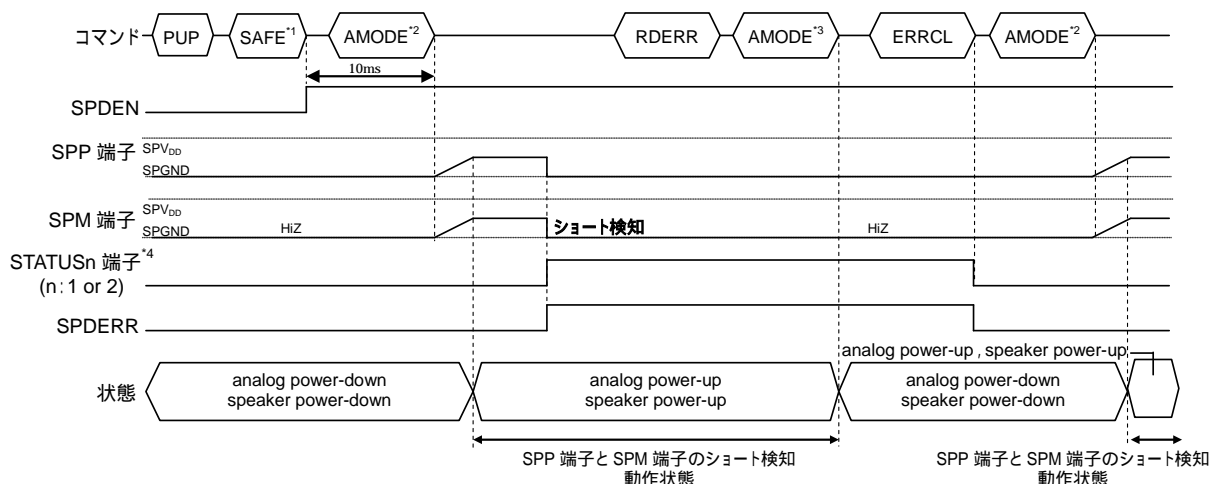 コマンド PUP SAFE*1 AMODE*2 RDERR AMODE*3 ERRCL AMODE*2
10ms
SPDEN
SPP 端子 SPVDD
SPGND
SPM 端子 SPVDD
SPGND HiZ ショート検知 HiZ
STATUSn 端子*4
(n:1 or 2)
SPDERR
analog power-up , speaker power-up
状態 analog power-down analog power-up analog power-down
speaker power-down speaker power-up speaker power-down
SPP 端子と SPM 端子のショート検知 SPP 端子と SPM 端子のショート検知
動作状態 動作状態